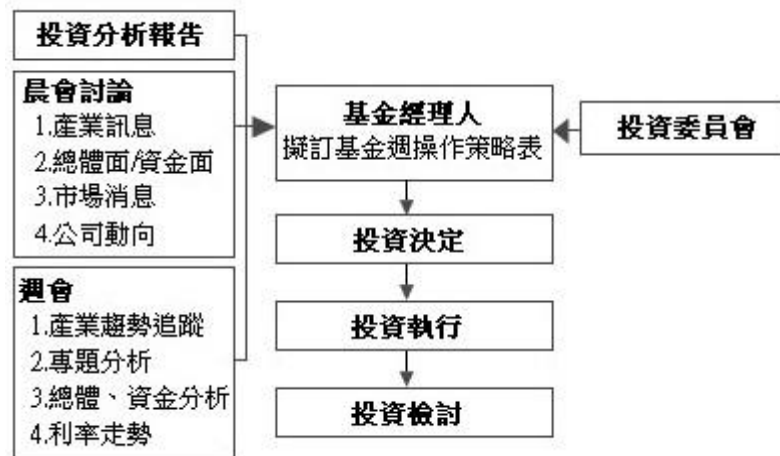 投資分析報告
晨會討論
1.產業訊息
2.總體面/資金面
3.市場消息
4.公司動向
週會
1.產業趨勢追蹤
2.專題分析
3.總體、資金分析
4.利率走勢
基金經理人
擬訂基金週操作策略表
投資決定
投資執行
投資檢討
投資委員會